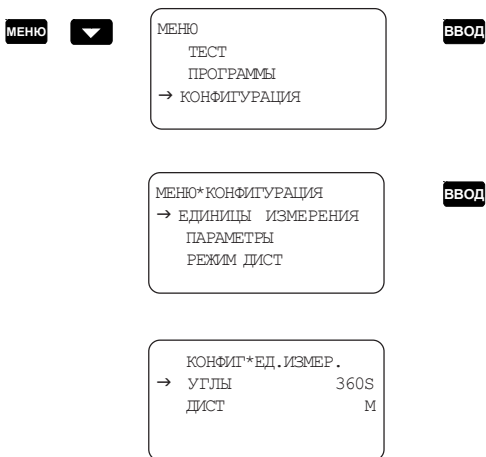 МЕНЮ
МЕНЮ
ВВОД
ТЕСТ
ПРОГРАММЫ
→ КОНФИГУРАЦИЯ
МЕНЮ*КОНФИГУРАЦИЯ
ВВОД
→ ЕДИНИЦЫ ИЗМЕРЕНИЯ
ПАРАМЕТРЫ
РЕЖИМ ДИСТ
КОНФИГ*ЕД.ИЗМЕР.
→ УГЛЫ 360S
ДИСТ М